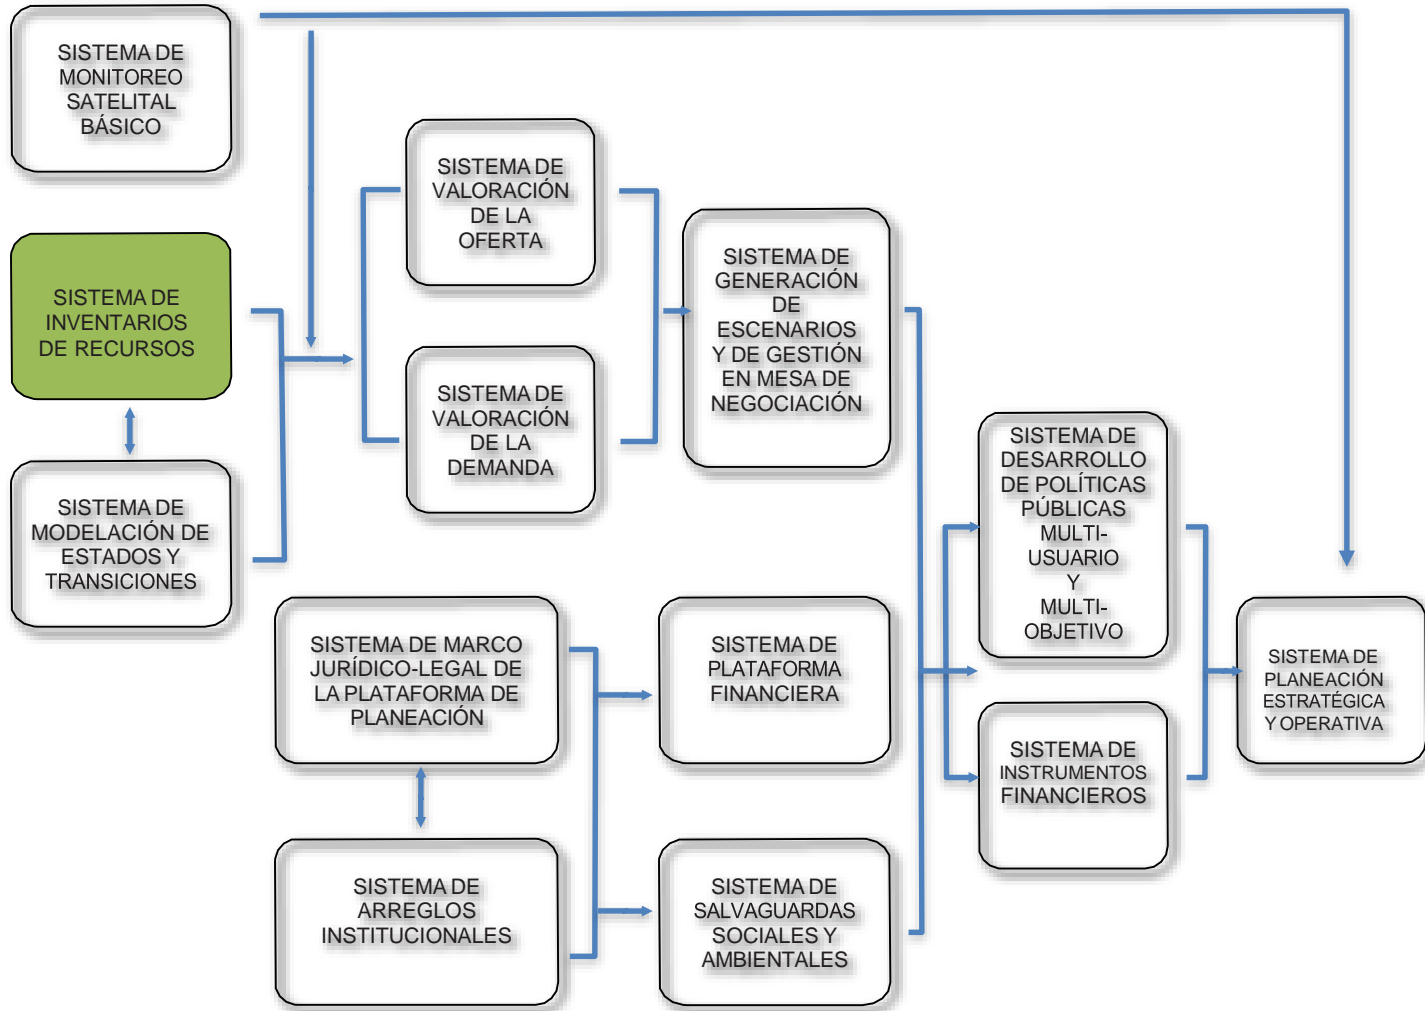 SISTEMA DE
MONITOREO
SATELITAL
BÁSICO
SISTEMA DE
VALORACIÓN
DE LA
OFERTA
SISTEMA DE
INVENTARIOS
DE RECURSOS
SISTEMA DE
GENERACIÓN
DE
ESCENARIOS
Y DE GESTIÓN
EN MESA DE
NEGOCIACIÓN
SISTEMA DE
VALORACIÓN
DE LA
DEMANDA
SISTEMA DE
MODELACIÓN DE
ESTADOS Y
TRANSICIONES
SISTEMA DE
DESARROLLO
DE POLÍTICAS
PÚBLICAS
MULTI-
USUARIO
Y
MULTI-
OBJETIVO
SISTEMA DE MARCO
JURÍDICO-LEGAL DE
LA PLATAFORMA DE
PLANEACIÓN
SISTEMA DE
PLATAFORMA
FINANCIERA
SISTEMA DE
PLANEACIÓN
ESTRATÉGICA
Y OPERATIVA
SISTEMA DE
INSTRUMENTOS
FINANCIEROS
SISTEMA DE
ARREGLOS
INSTITUCIONALES
SISTEMA DE
SALVAGUARDAS
SOCIALES Y
AMBIENTALES